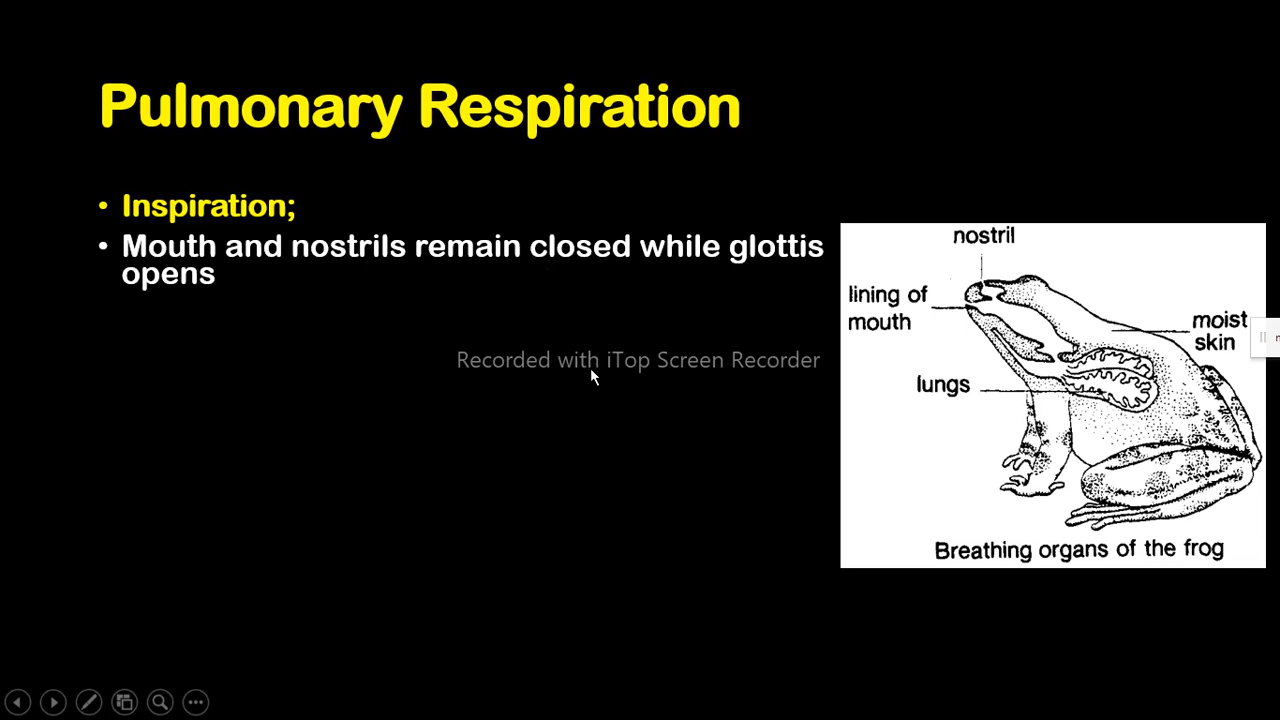 Pulmonary Respiration
• Inspiration;
• Mouth and nostrils remain closed while glottis
opens
Recorded with iTop Screen Recorder
nostril
lining of
mouth
moist
skin
lungs
Breathing organs of the frog